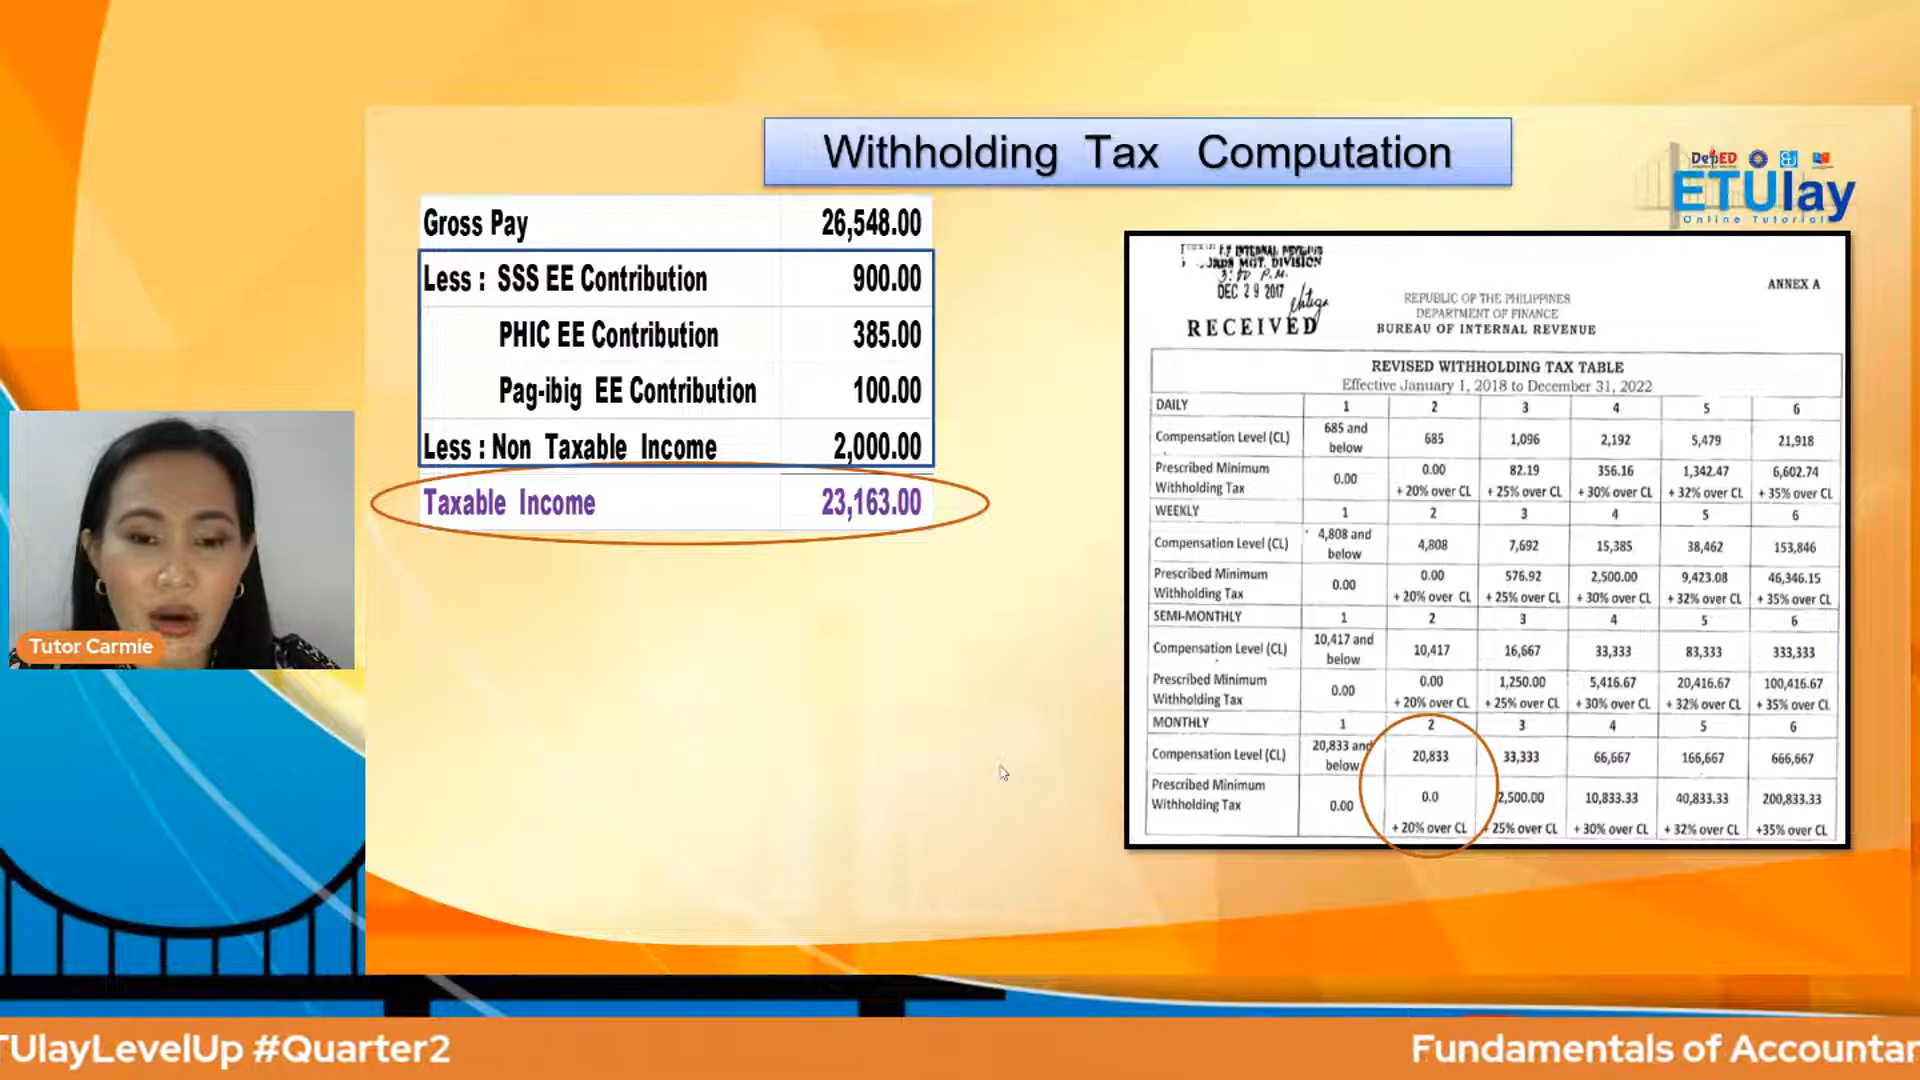 Withholding Tax Computation
DepED
ETUlay
Online Tutorial
Gross Pay 26,548.00
Less : SSS EE Contribution 900.00
PHIC EE Contribution 385.00
Pag-ibig EE Contribution 100.00
Less : Non Taxable Income 2,000.00
Taxable Income 23,163.00
INTERNAL REVENUE
MGT. DIVISION
3:50 P.M.
DEC 29 2017
RECEIVED
ANNEX A
REPUBLIC OF THE PHILIPPINES
DEPARTMENT OF FINANCE
BUREAU OF INTERNAL REVENUE
REVISED WITHHOLDING TAX TABLE
Effective January 1, 2018 to December 31, 2022
DAILY 1 2 3 4 5 6
Compensation Level (CL) 685 and below 685 1,096 2,192 5,479 21,918
Prescribed Minimum Withholding Tax 0.00 0.00 +20% over CL 82.19 +25% over CL 356.16 +30% over CL 1,342.47 +32% over CL 6,602.74 +35% over CL
WEEKLY 1 2 3 4 5 6
Compensation Level (CL) 4,808 and below 4,808 7,692 15,385 38,462 153,846
Prescribed Minimum Withholding Tax 0.00 0.00 +20% over CL 576.92 +25% over CL 2,500.00 +30% over CL 9,423.08 +32% over CL 46,346.15 +35% over CL
SEMI-MONTHLY 1 2 3 4 5 6
Compensation Level (CL) 10,417 and below 10,417 16,667 33,333 83,333 333,333
Prescribed Minimum Withholding Tax 0.00 0.00 +20% over CL 1,250.00 +25% over CL 5,416.67 +30% over CL 20,416.67 +32% over CL 100,416.67 +35% over CL
MONTHLY 1 2 3 4 5 6
Compensation Level (CL) 20,833 and below 20,833 33,333 66,667 166,667 666,667
Prescribed Minimum Withholding Tax 0.00 0.0 +20% over CL 2,500.00 25% over CL 10,833.33 +30% over CL 40,833.33 +32% over CL 200,833.33 +35% over CL
Tutor Carmie
TUlayLevelUp #Quarter2
Fundamentals of Accountan